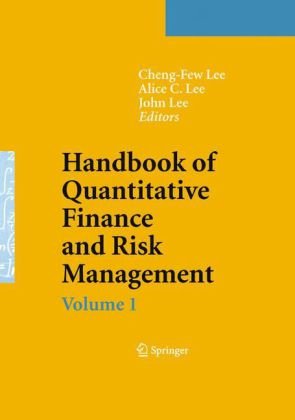 Cheng-Few Lee
Alice C. Lee
John Lee
Editors
Handbook of
Quantitative
Finance
and Risk
Management
Volume 1
Springer